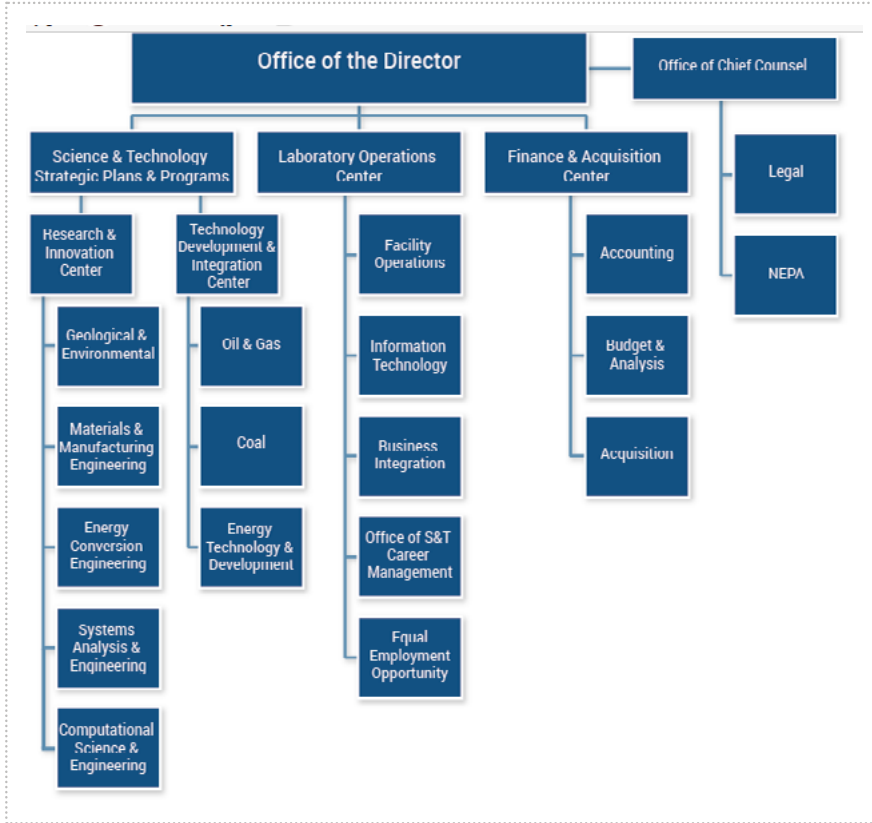 Office of the Director
Office of Chief Counsel
Science & Technology
Strategic Plans & Programs
Laboratory Operations
Center
Finance & Acquisition
Center
Legal
NEPA
Research &
Innovation
Center
Technology
Development &
Integration
Center
Geological &
Environmental
Materials &
Manufacturing
Engineering
Energy
Conversion
Engineering
Systems
Analysis &
Engineering
Computational
Science &
Engineering
Oil & Gas
Coal
Energy
Technology &
Development
Facility
Operations
Information
Technology
Business
Integration
Office of S&T
Career
Management
Equal
Employment
Opportunity
Accounting
Budget &
Analysis
Acquisition